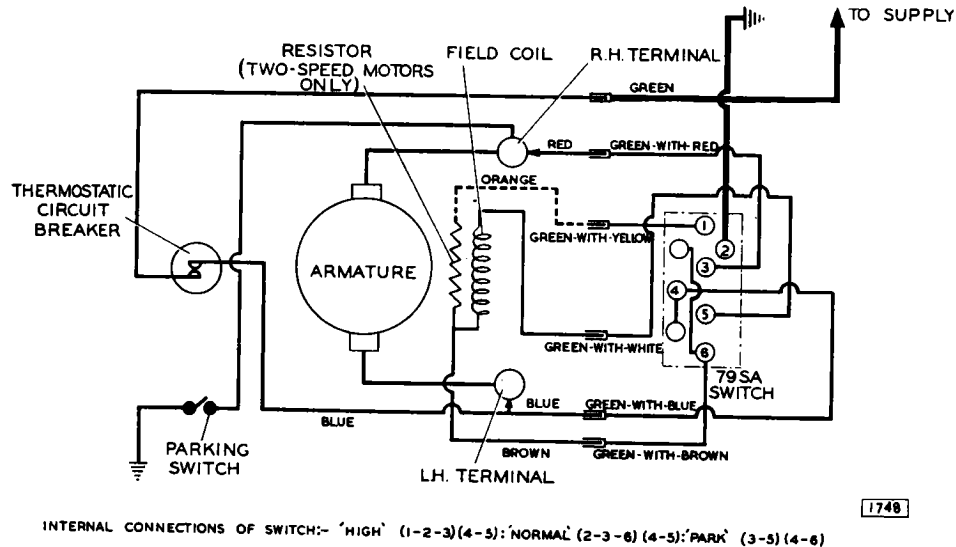 TO SUPPLY
RESISTOR
(TWO-SPEED MOTORS
ONLY)
FIELD COIL
R.H. TERMINAL
GREEN
RED
GREEN-WITH-RED
ORANGE
THERMOSTATIC
CIRCUIT
BREAKER
ARMATURE
GREEN-WITH-YELLOW
1
2
3
4
5
6
GREEN-WITH-WHITE
79 SA
SWITCH
BLUE
BLUE
GREEN-WITH-BLUE
PARKING
SWITCH
BROWN
GREEN-WITH-BROWN
L.H. TERMINAL
1748
INTERNAL CONNECTIONS OF SWITCH:- 'HIGH' (1-2-3)(4-5): 'NORMAL' (2-3-6)(4-5): 'PARK' (3-5)(4-6)